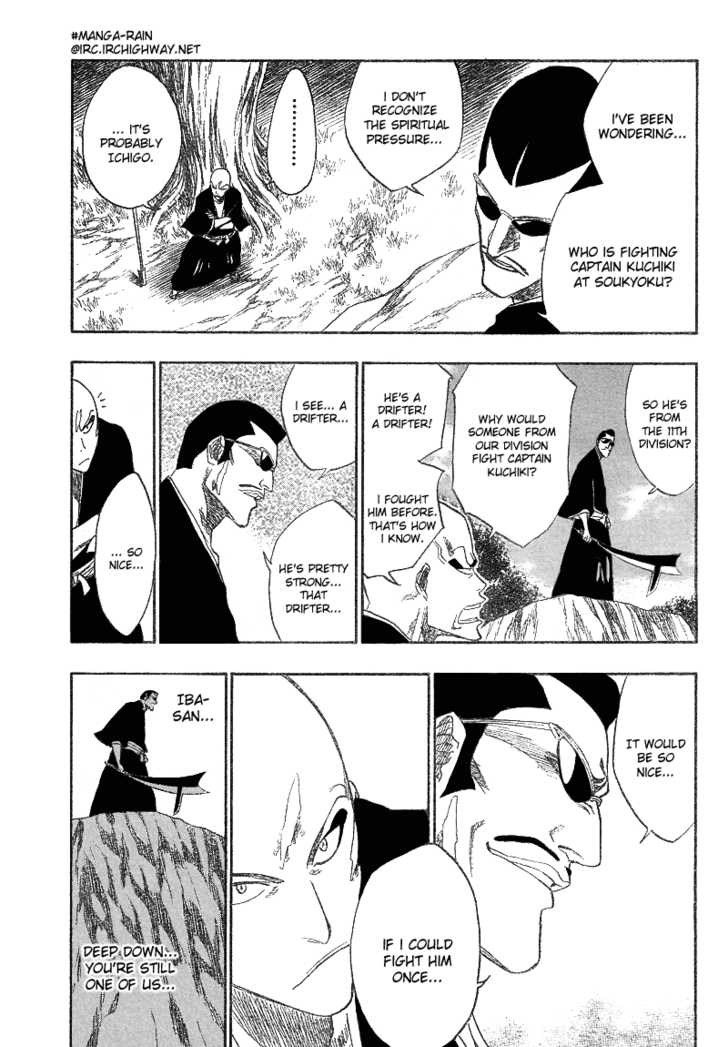 #MANGA-RAIN
@IRC.IRCHIGHWAY.NET
I'VE BEEN
WONDERING...
WHO IS FIGHTING
CAPTAIN KUCHIKI
AT SOUKYOKU?
I DON'T
RECOGNIZE
THE SPIRITUAL
PRESSURE...
.........
... IT'S
PROBABLY
ICHIGO.
SO HE'S
FROM
THE 11TH
DIVISION?
WHY WOULD
SOMEONE FROM
OUR DIVISION
FIGHT CAPTAIN
KUCHIKI?
HE'S A
DRIFTER!
A DRIFTER!
I FOUGHT
HIM BEFORE.
THAT'S HOW
I KNOW.
I SEE... A
DRIFTER...
HE'S PRETTY
STRONG...
THAT
DRIFTER...
... SO
NICE...
IT WOULD
BE SO
NICE...
IF I COULD
FIGHT HIM
ONCE...
IBA-
SAN...
DEEP DOWN...
YOU'RE STILL
ONE OF US...